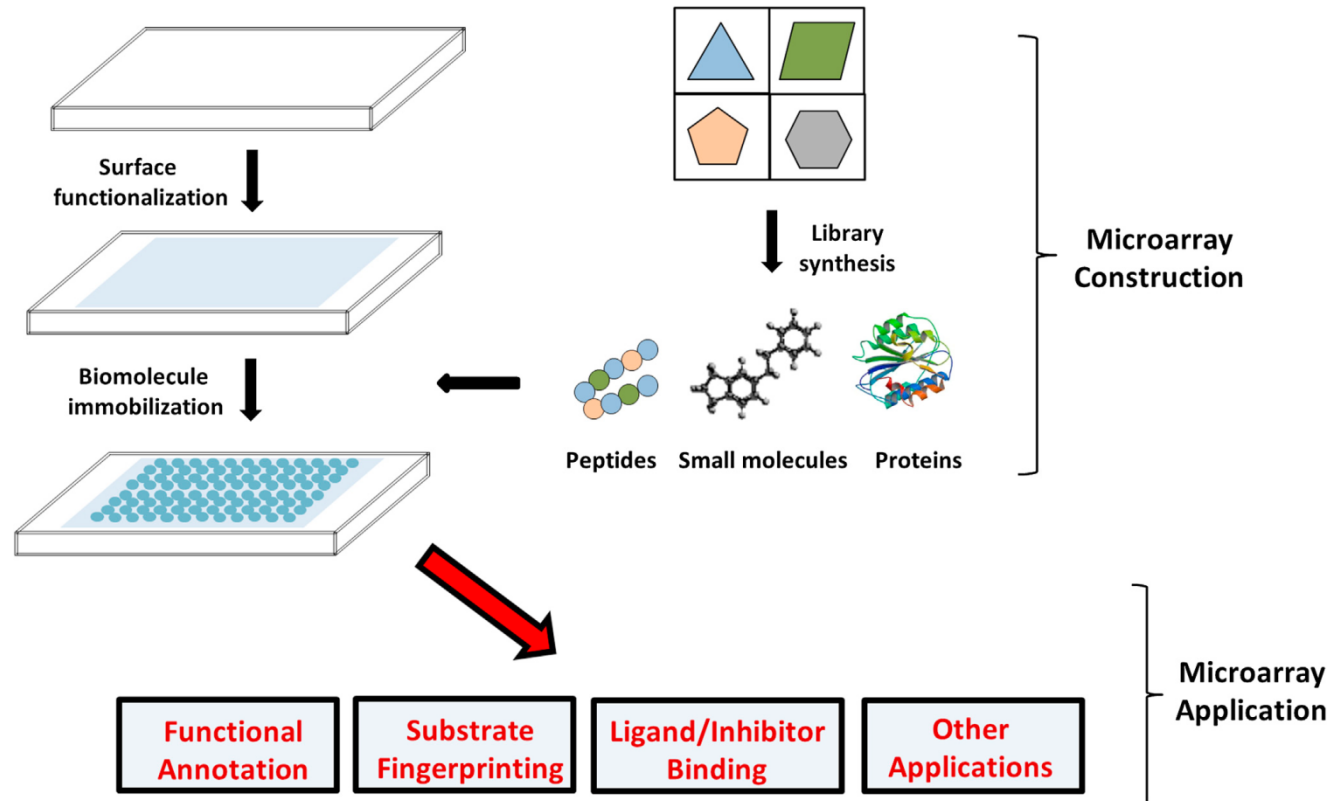 Surface
functionalization
Library
synthesis
Microarray
Construction
Biomolecule
immobilization
Peptides
Small molecules
Proteins
Microarray
Application
Functional
Annotation
Substrate
Fingerprinting
Ligand/Inhibitor
Binding
Other
Applications